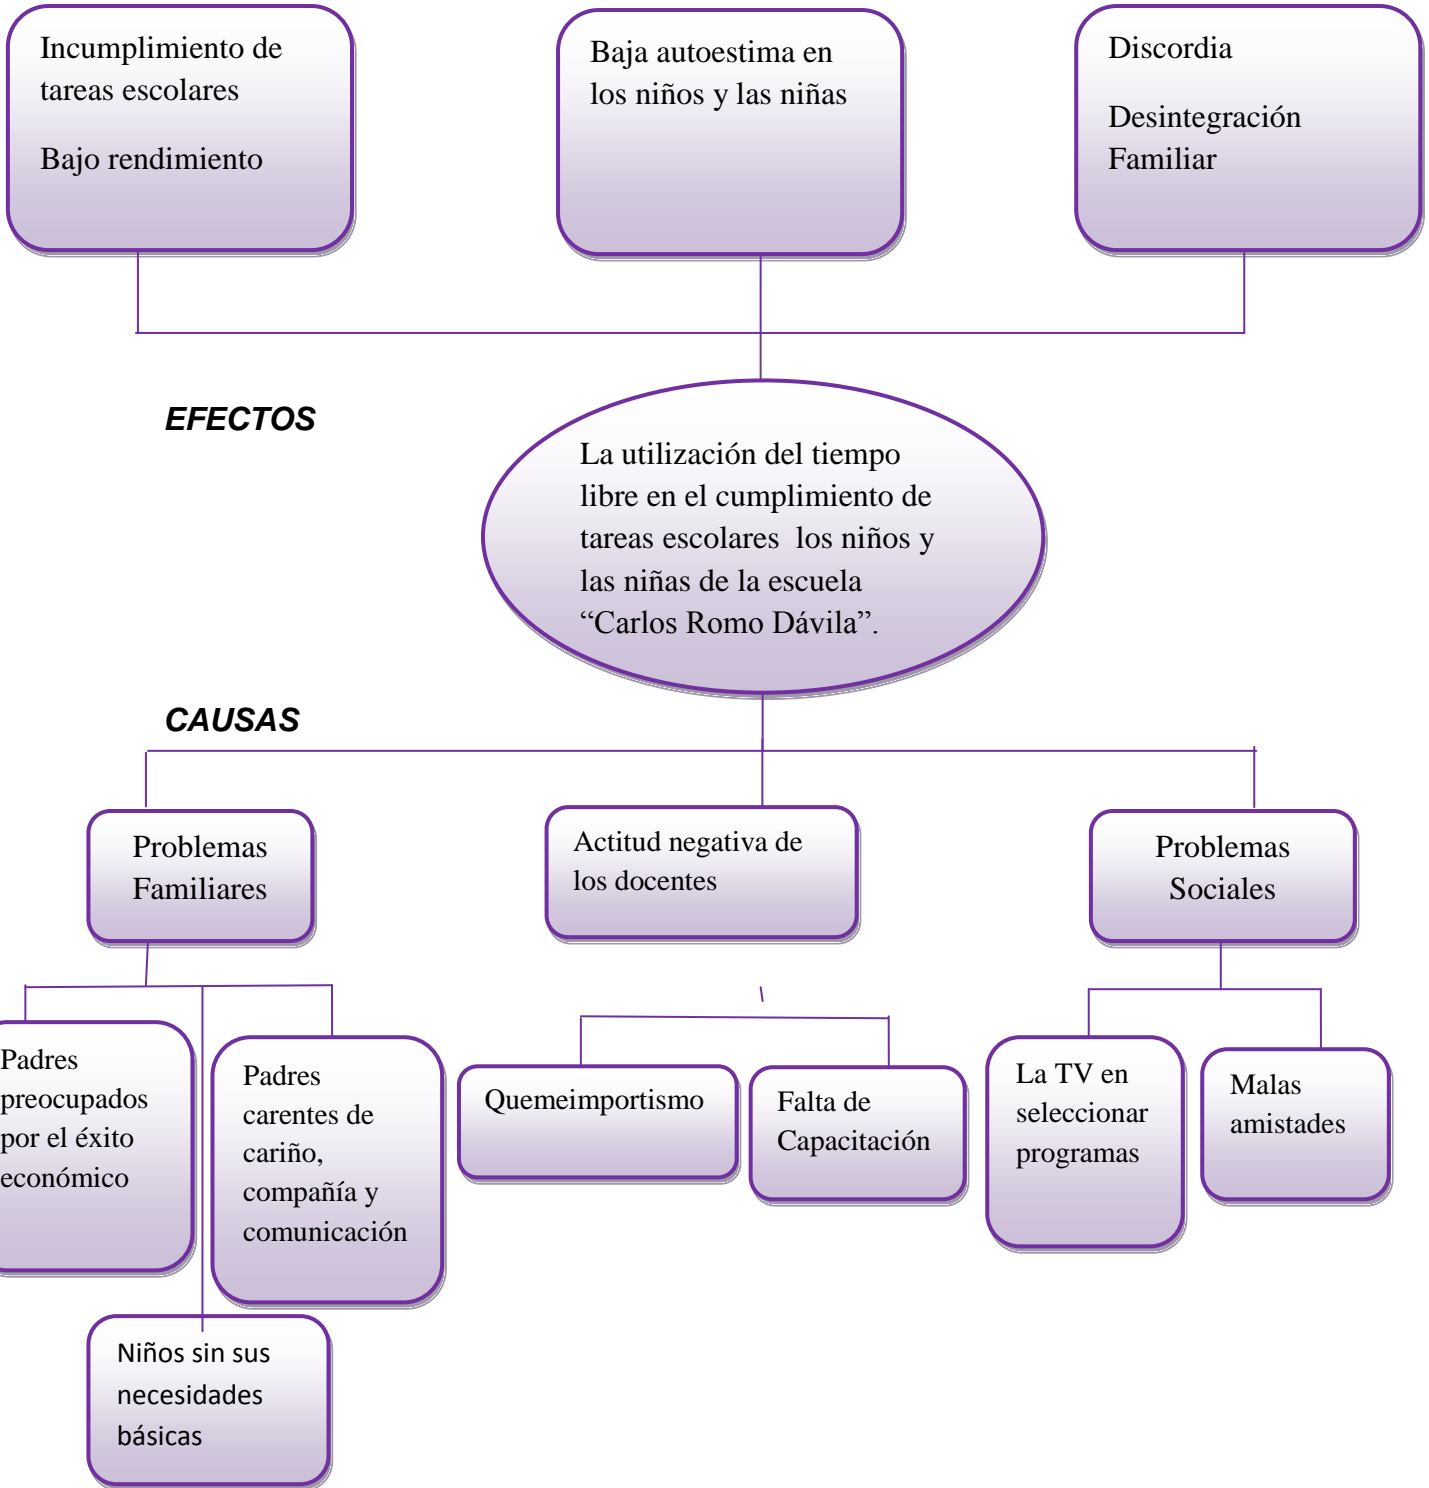 Incumplimiento de
tareas escolares
Bajo rendimiento
Baja autoestima en
los niños y las niñas
Discordia
Desintegración
Familiar
EFECTOS
La utilización del tiempo
libre en el cumplimiento de
tareas escolares  los niños y
las niñas de la escuela
“Carlos Romo Dávila”.
CAUSAS
Problemas
Familiares
Actitud negativa de
los docentes
Problemas
Sociales
Padres
preocupados
por el éxito
económico
Padres
carentes de
cariño,
compañía y
comunicación
Quemeimportismo
Falta de
Capacitación
La TV en
seleccionar
programas
Malas
amistades
Niños sin sus
necesidades
básicas